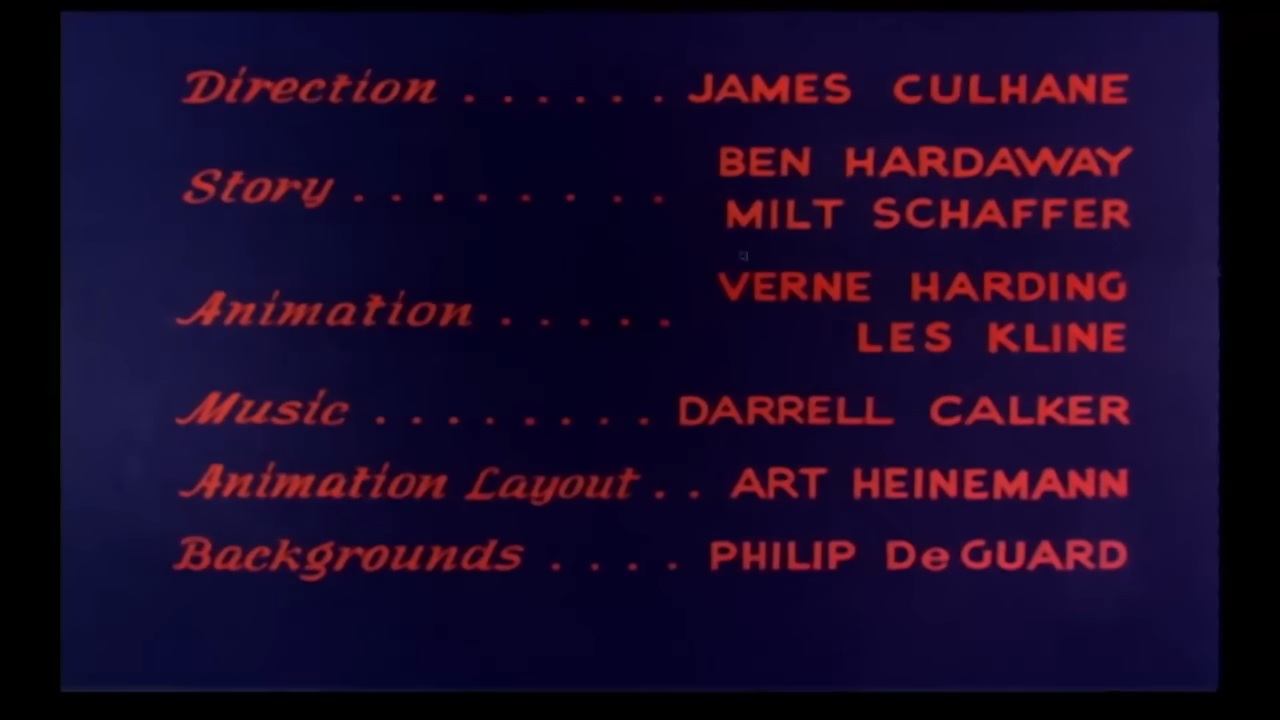 Direction . . . . . . JAMES CULHANE
Story . . . . . . . . . BEN HARDAWAY
MILT SCHAFFER
Animation . . . . . VERNE HARDING
LES KLINE
Music . . . . . . . . DARRELL CALKER
Animation Layout . . ART HEINEMANN
Backgrounds . . . . PHILIP DeGUARD